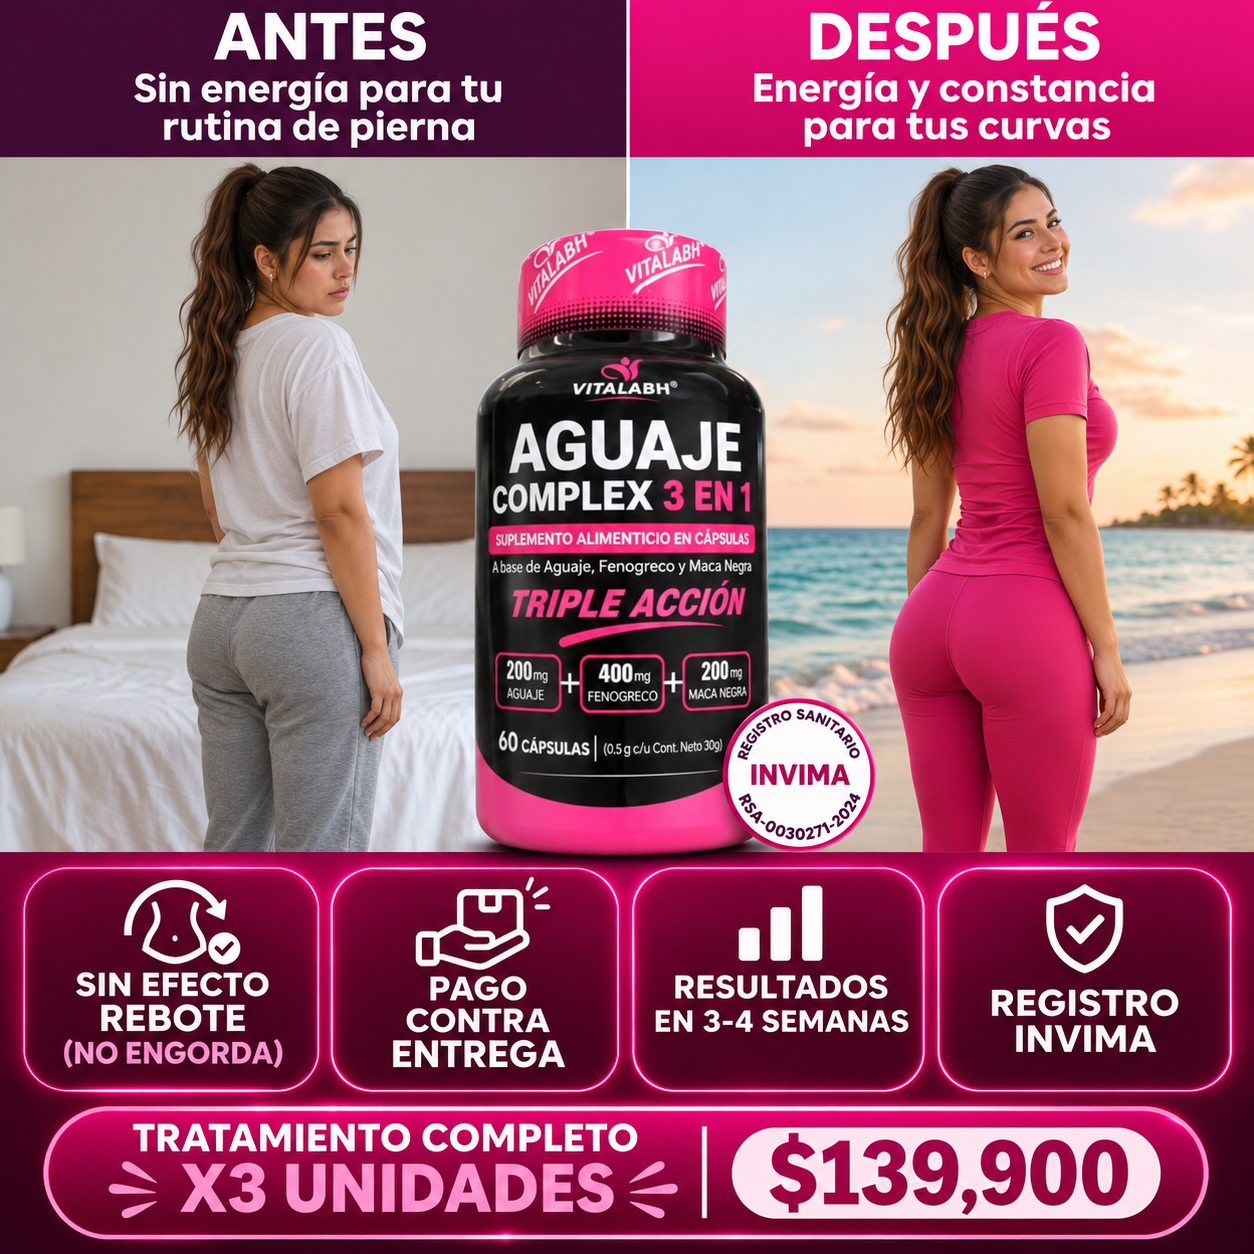 ANTES
Sin energía para tu
rutina de pierna
DESPUÉS
Energía y constancia
para tus curvas
VITALABH®
VITALABH®
VITALABH®
AGUAJE
COMPLEX 3 EN 1
SUPLEMENTO ALIMENTICIO EN CÁPSULAS
A base de Aguaje, Fenogreco y Maca Negra
TRIPLE ACCIÓN
200mg
AGUAJE
+
400mg
FENOGRECO
+
200mg
MACA NEGRA
60 CÁPSULAS | (0.5 g c/u Cont. Neto 30g)
REGISTRO SANITARIO
INVIMA
RSA-0030271-2024
SIN EFECTO
REBOTE
(NO ENGORDA)
PAGO
CONTRA
ENTREGA
RESULTADOS
EN 3-4 SEMANAS
REGISTRO
INVIMA
TRATAMIENTO COMPLETO
X3 UNIDADES
$139,900